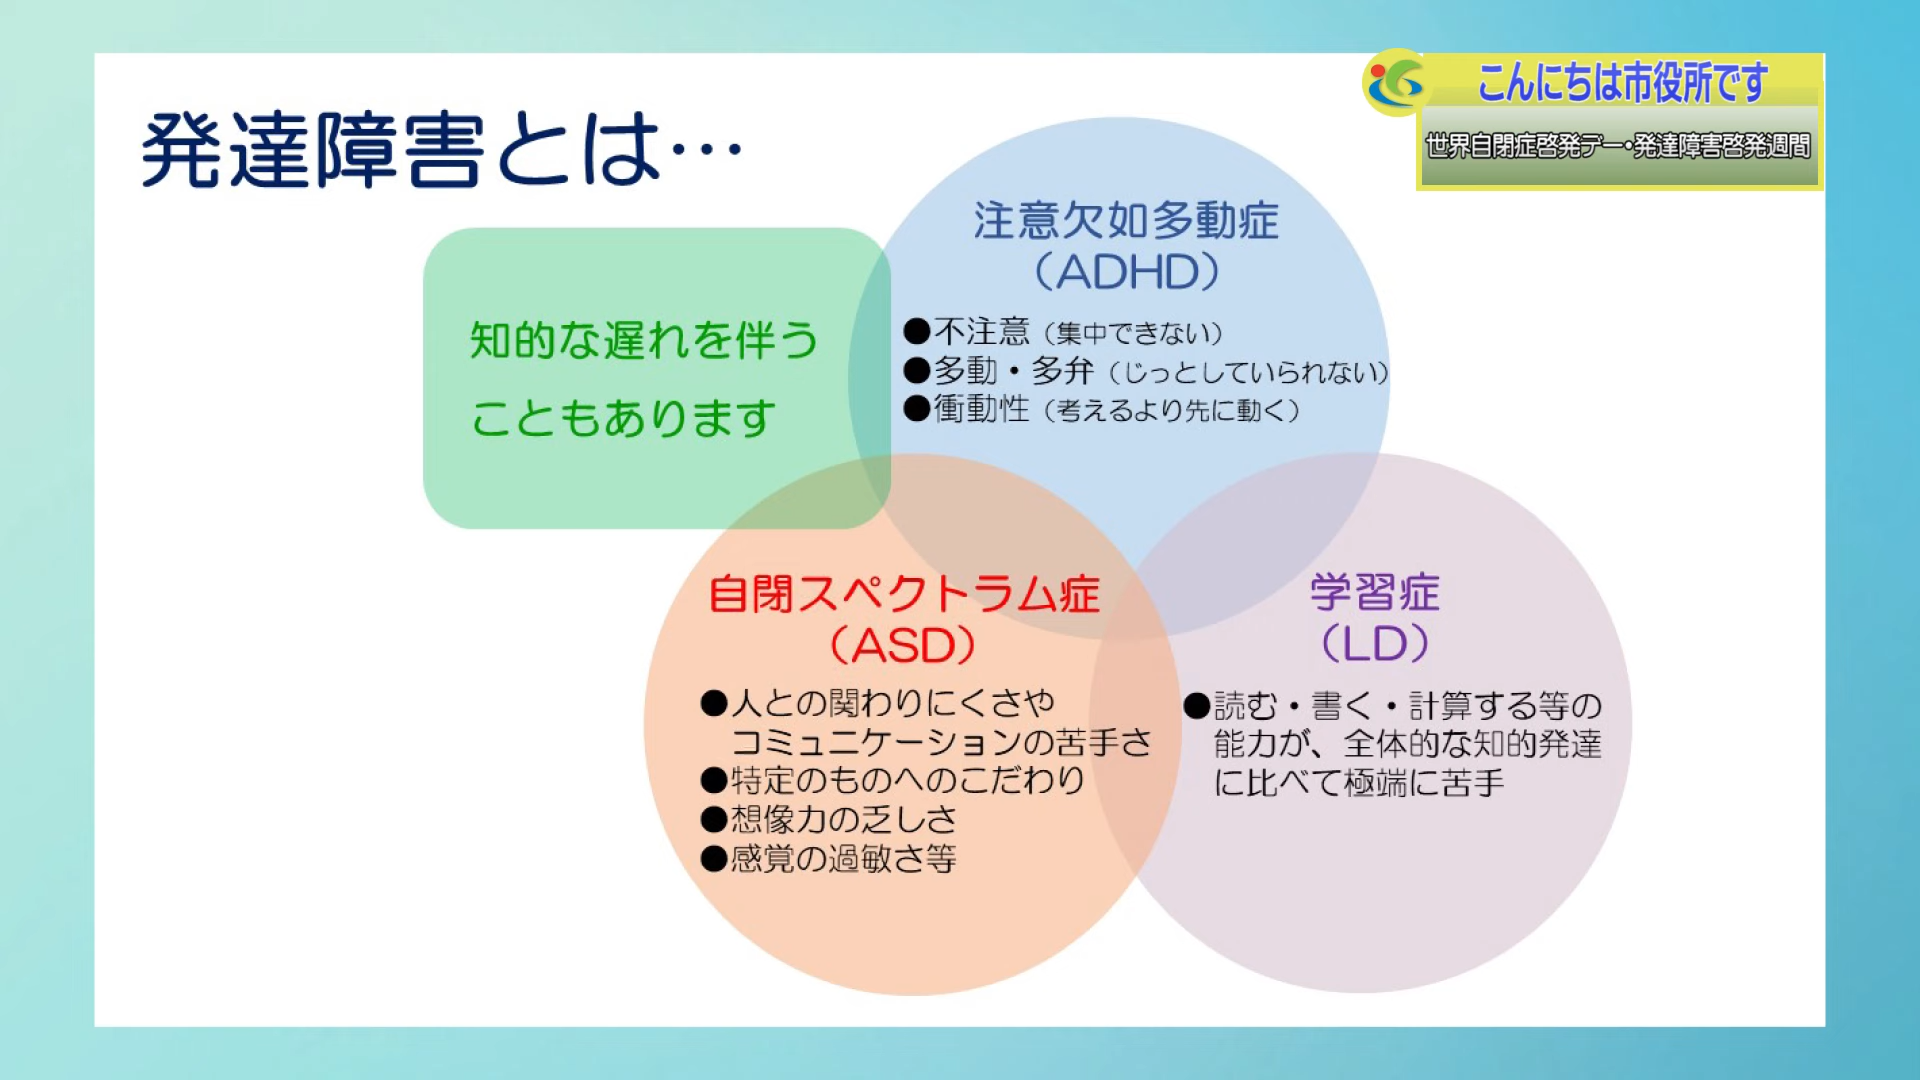 発達障害とは…
こんにちは市役所です
世界自閉症啓発デー・発達障害啓発週間
注意欠如多動症
（ADHD）
●不注意（集中できない）
●多動・多弁（じっとしていられない）
●衝動性（考えるより先に動く）
知的な遅れを伴う
こともあります
自閉スペクトラム症
（ASD）
●人との関わりにくさや
コミュニケーションの苦手さ
●特定のものへのこだわり
●想像力の乏しさ
●感覚の過敏さ等
学習症
（LD）
●読む・書く・計算する等の
能力が、全体的な知的発達
に比べて極端に苦手